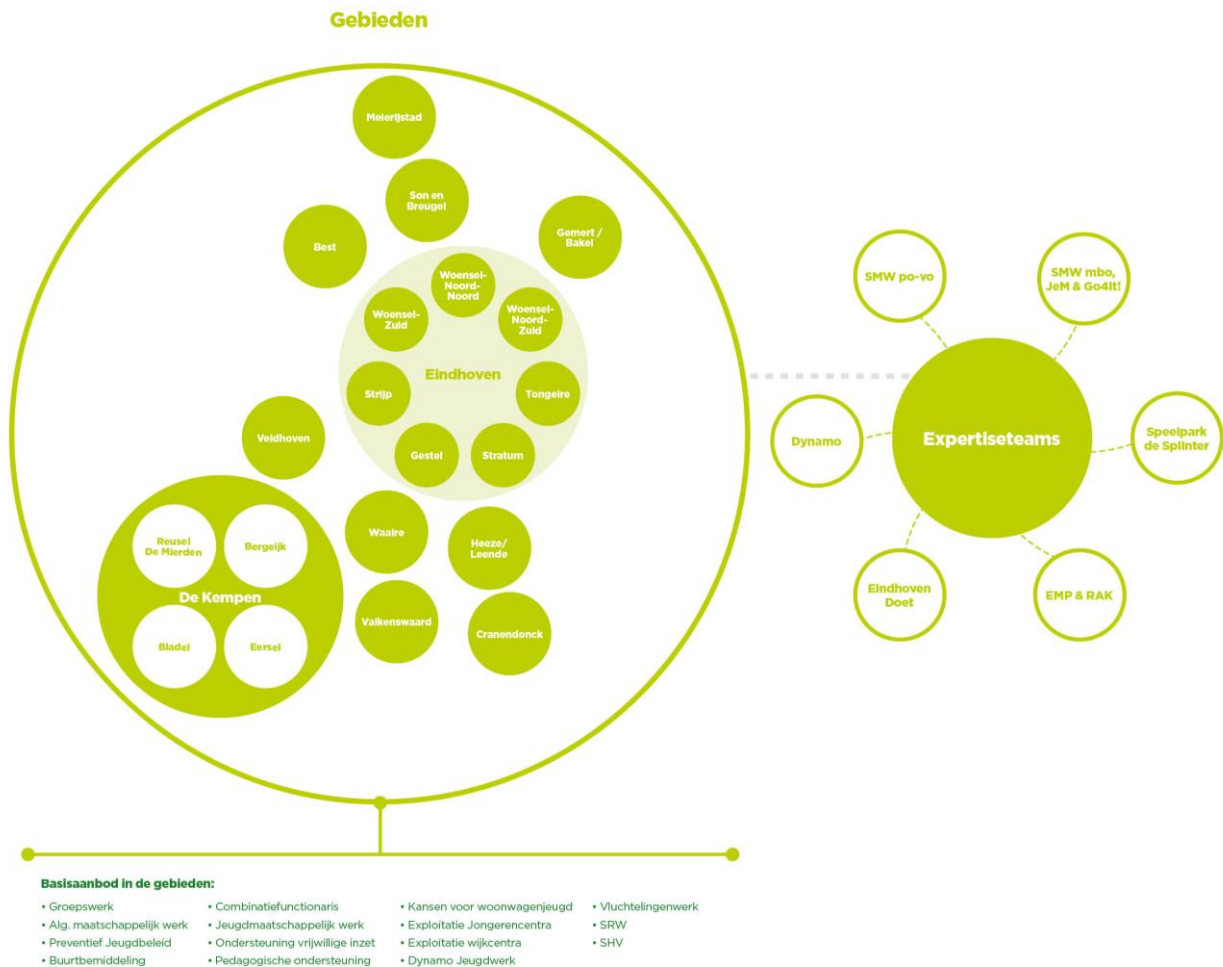 Gebieden
Meierijstad
Son en
Breugel
Best
Gemert /
Bakel
Woensel-
Noord-
Noord
Woensel-
Zuid
Woensel-
Noord-
Zuid
Eindhoven
Strijp
Tongelre
Gestel
Stratum
Veldhoven
Waalre
Heeze/
Leende
Valkenswaard
Cranendonck
Reusel
De Mierden
Bergeijk
De Kempen
Bladel
Eersel
SMW po-vo
SMW mbo,
JeM & Go4It!
Dynamo
Expertiseteams
Speelpark
de Splinter
Eindhoven
Doet
EMP & RAK
Basisaanbod in de gebieden:
• Groepswerk
• Alg. maatschappelijk werk
• Preventief Jeugdbeleid
• Buurtbemiddeling
• Combinatiefunctionaris
• Jeugdmaatschappelijk werk
• Ondersteuning vrijwillige inzet
• Pedagogische ondersteuning
• Kansen voor woonwagenjeugd
• Exploitatie Jongerencentra
• Exploitatie wijkcentra
• Dynamo Jeugdwerk
• Vluchtelingenwerk
• SRW
• SHV